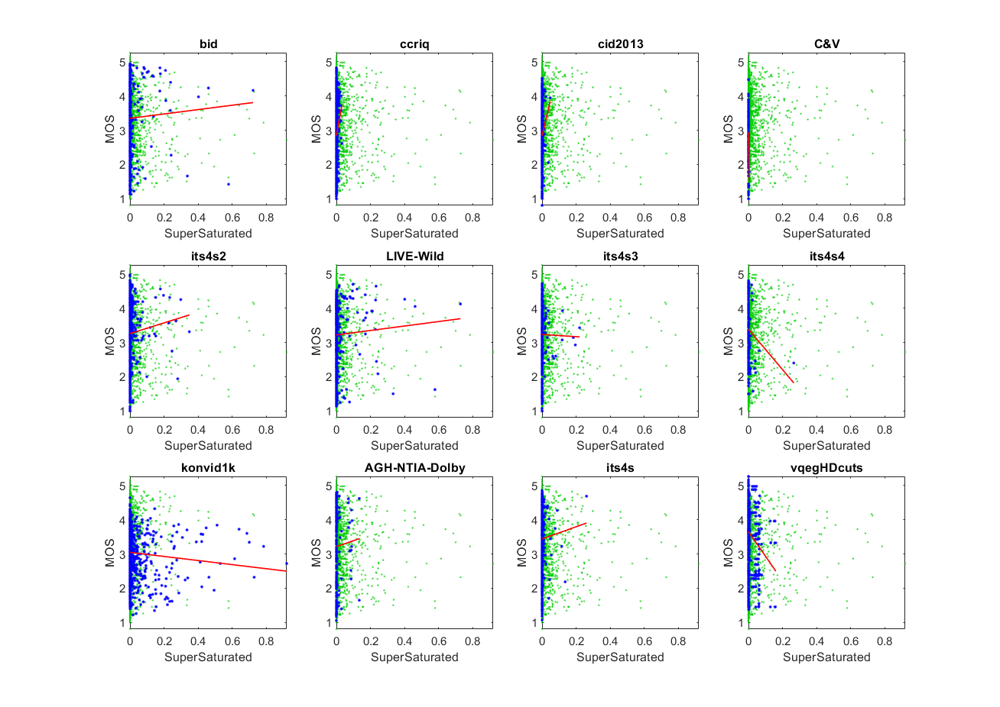 bid
5
4
3
2
1
MOS
0 0.2 0.4 0.6 0.8
SuperSaturated
ccriq
5
4
3
2
1
MOS
0 0.2 0.4 0.6 0.8
SuperSaturated
cid2013
5
4
3
2
1
MOS
0 0.2 0.4 0.6 0.8
SuperSaturated
C&V
5
4
3
2
1
MOS
0 0.2 0.4 0.6 0.8
SuperSaturated
its4s2
5
4
3
2
1
MOS
0 0.2 0.4 0.6 0.8
SuperSaturated
LIVE-Wild
5
4
3
2
1
MOS
0 0.2 0.4 0.6 0.8
SuperSaturated
its4s3
5
4
3
2
1
MOS
0 0.2 0.4 0.6 0.8
SuperSaturated
its4s4
5
4
3
2
1
MOS
0 0.2 0.4 0.6 0.8
SuperSaturated
konvid1k
5
4
3
2
1
MOS
0 0.2 0.4 0.6 0.8
SuperSaturated
AGH-NTIA-Dolby
5
4
3
2
1
MOS
0 0.2 0.4 0.6 0.8
SuperSaturated
its4s
5
4
3
2
1
MOS
0 0.2 0.4 0.6 0.8
SuperSaturated
vqegHDcuts
5
4
3
2
1
MOS
0 0.2 0.4 0.6 0.8
SuperSaturated